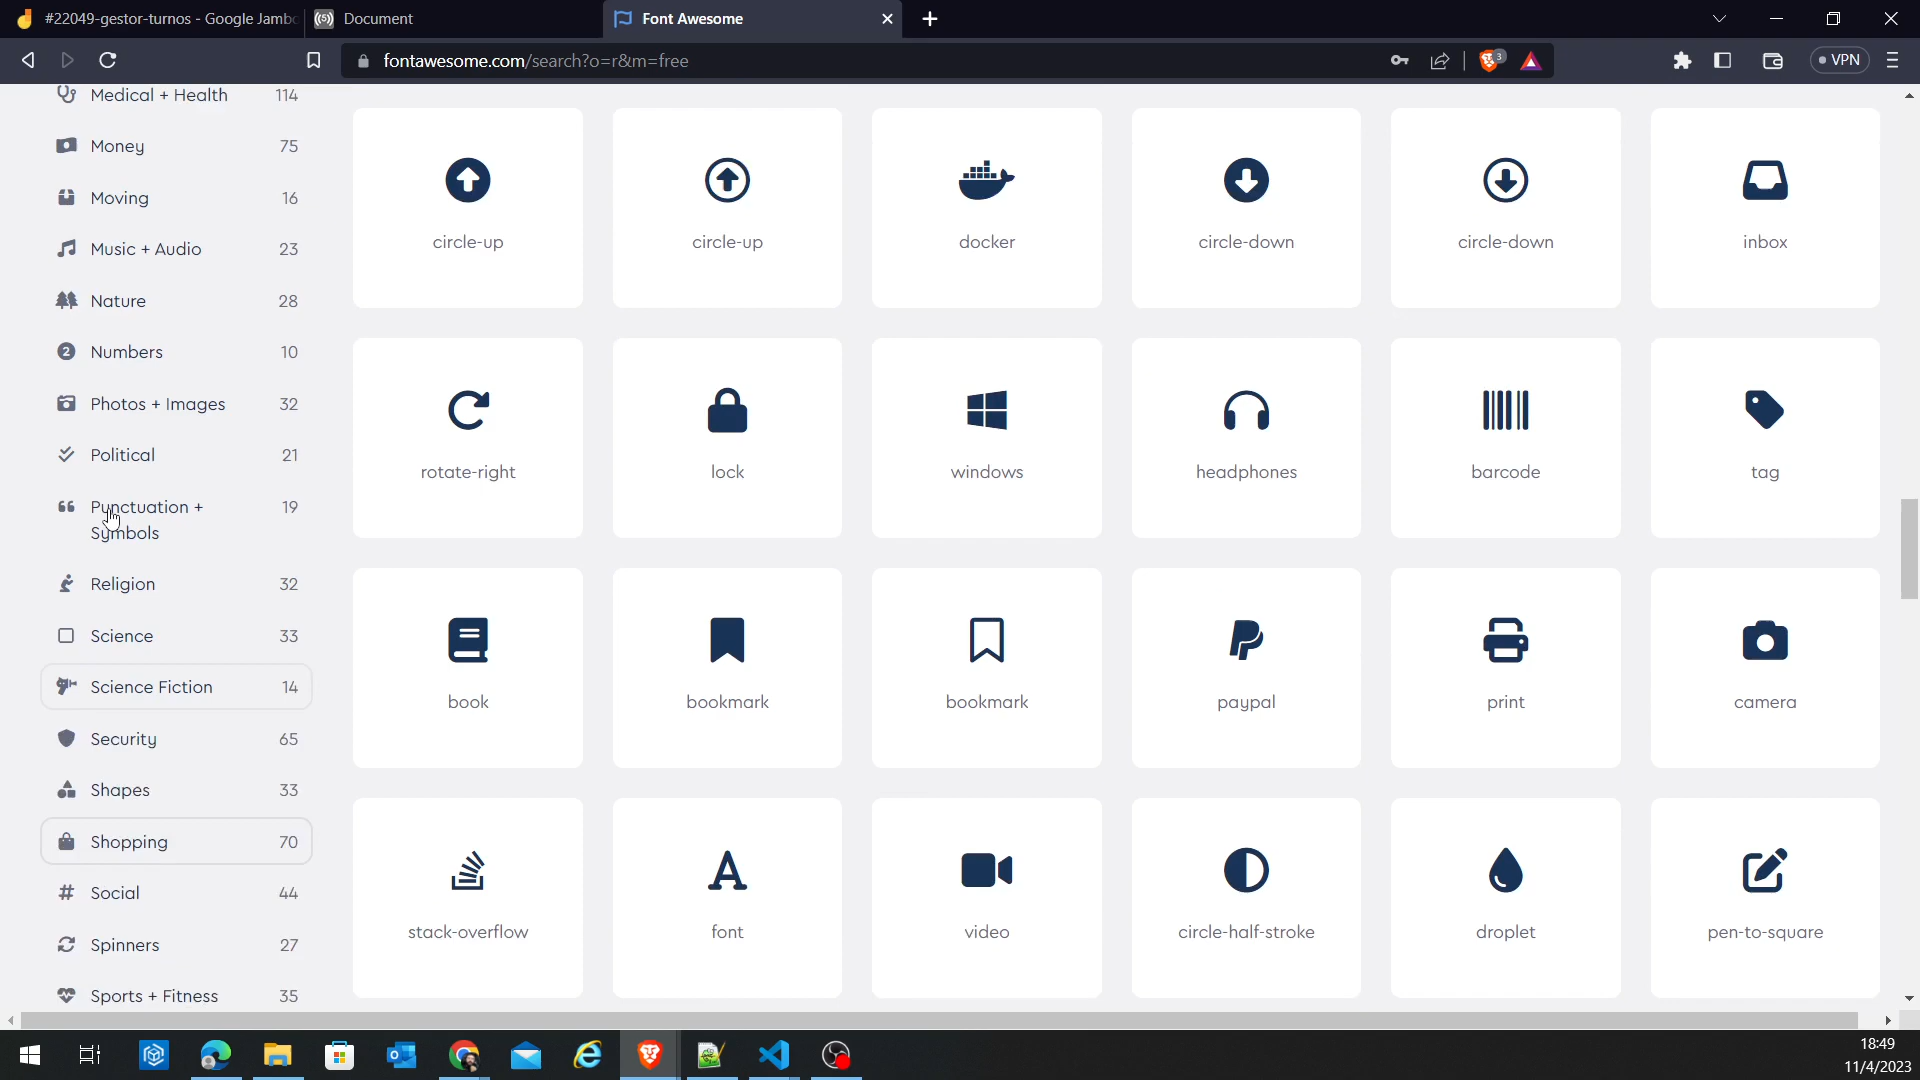 #22049-gestor-turnos - Google Jambo
Document
Font Awesome
fontawesome.com/search?o=r&m=free
3
VPN
Medical + Health 114
Money 75
Moving 16
Music + Audio 23
Nature 28
2 Numbers 10
Photos + Images 32
Political 21
Punctuation + 19
Symbols
Religion 32
Science 33
Science Fiction 14
Security 65
Shapes 33
Shopping 70
Social 44
Spinners 27
Sports + Fitness 35
circle-up circle-up docker circle-down circle-down inbox
rotate-right lock windows headphones barcode tag
book bookmark bookmark paypal print camera
stack-overflow font video circle-half-stroke droplet pen-to-square
18:49
11/4/2023